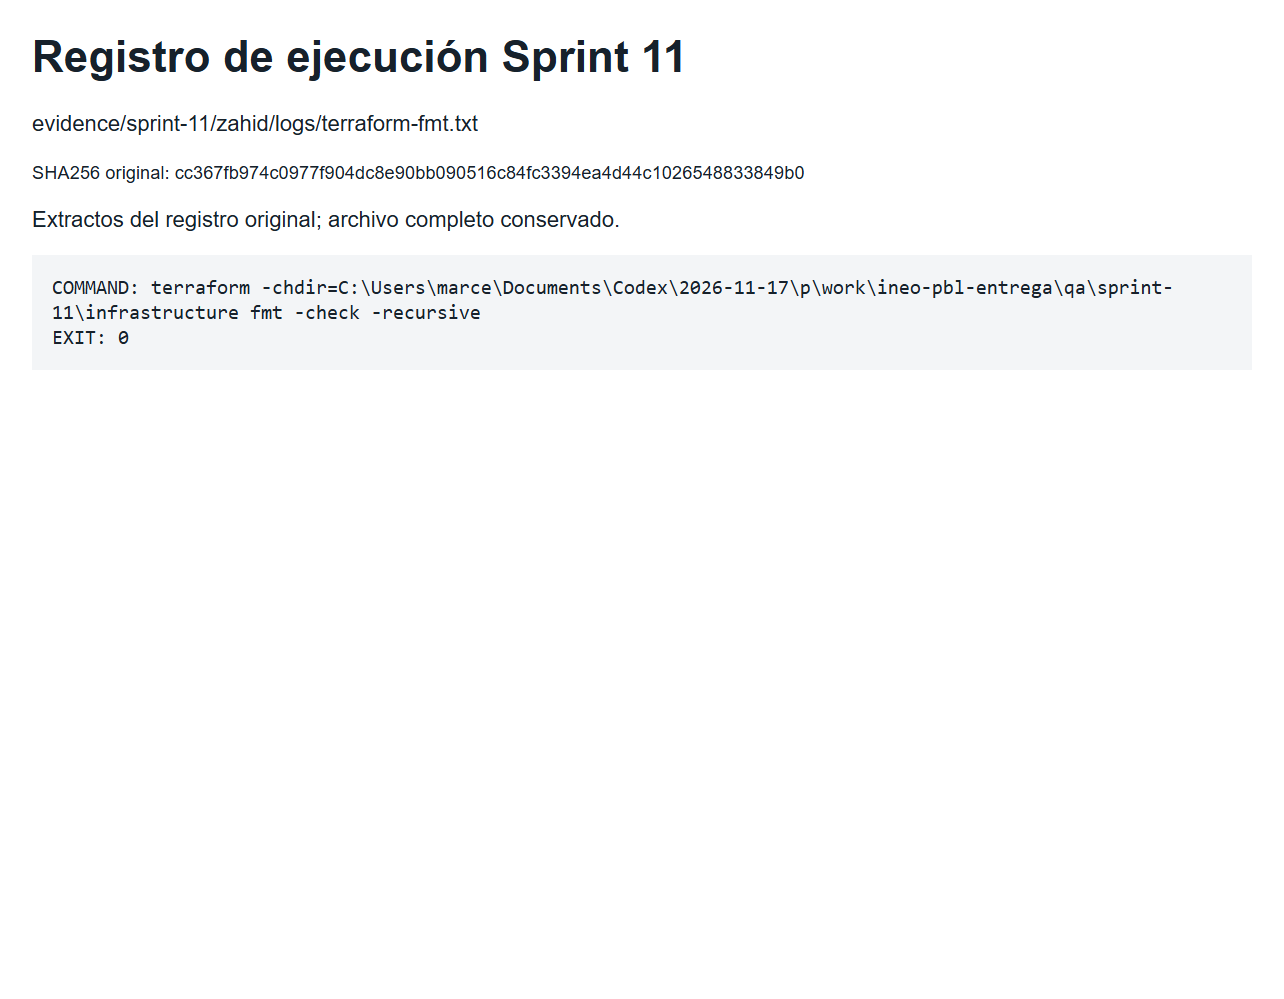 Registro de ejecución Sprint 11
evidence/sprint-11/zahid/logs/terraform-fmt.txt
SHA256 original: cc367fb974c0977f904dc8e90bb090516c84fc3394ea4d44c1026548833849b0
Extractos del registro original; archivo completo conservado.
COMMAND: terraform -chdir=C:\Users\marce\Documents\Codex\2026-11-17\p\work\ineo-pbl-entrega\qa\sprint-
11\infrastructure fmt -check -recursive
EXIT: 0